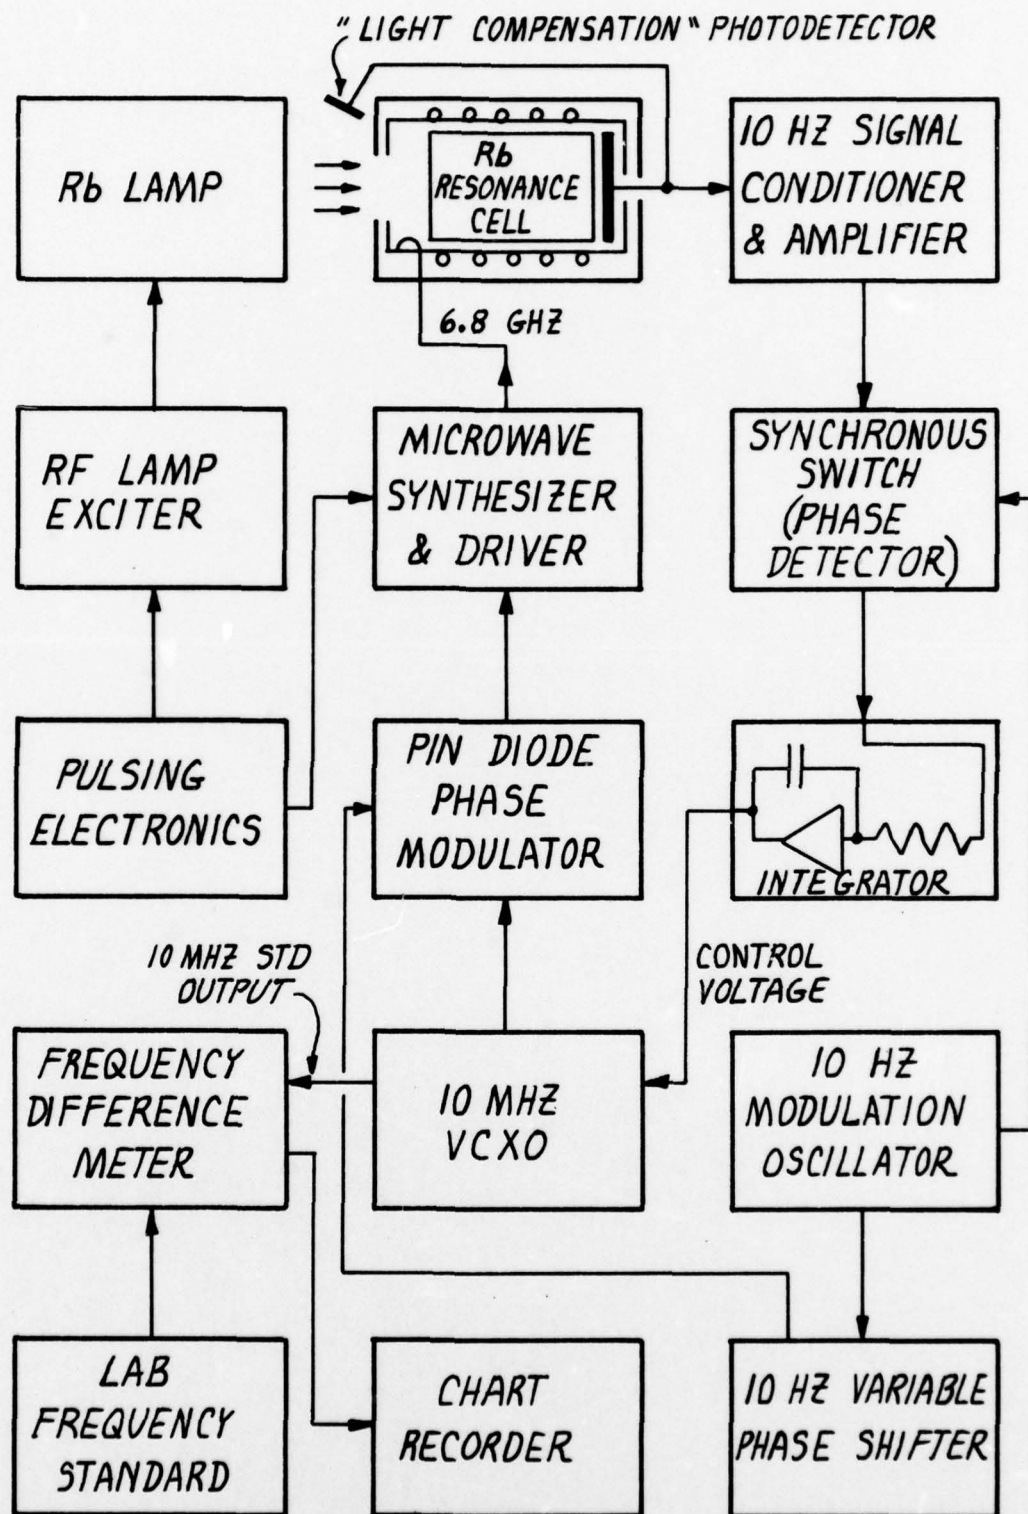 "LIGHT COMPENSATION" PHOTODETECTOR
Rb LAMP
Rb
RESONANCE
CELL
10 HZ SIGNAL
CONDITIONER
& AMPLIFIER
6.8 GHZ
RF LAMP
EXCITER
MICROWAVE
SYNTHESIZER
& DRIVER
SYNCHRONOUS
SWITCH
(PHASE
DETECTOR)
PULSING
ELECTRONICS
PIN DIODE
PHASE
MODULATOR
INTEGRATOR
10 MHZ STD
OUTPUT
CONTROL
VOLTAGE
FREQUENCY
DIFFERENCE
METER
10 MHZ
VCXO
10 HZ
MODULATION
OSCILLATOR
LAB
FREQUENCY
STANDARD
CHART
RECORDER
10 HZ VARIABLE
PHASE SHIFTER